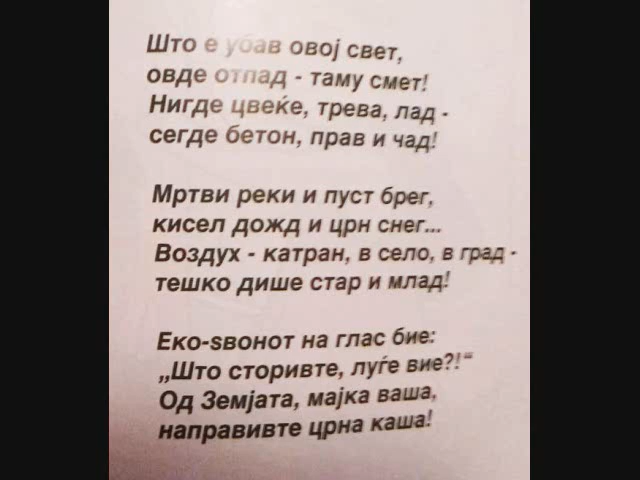 Што е убав овој свет,
овде отпад - таму смет!
Нигде цвеќе, трева, лад -
сегде бетон, прав и чад!
Мртви реки и пуст брег,
кисел дожд и црн снег...
Воздух - катран, в село, в град -
тешко дише стар и млад!
Еко-ѕвонот на глас бие:
„Што сторивте, луѓе вие?!“
Од Земјата, мајка ваша,
направивте црна каша!